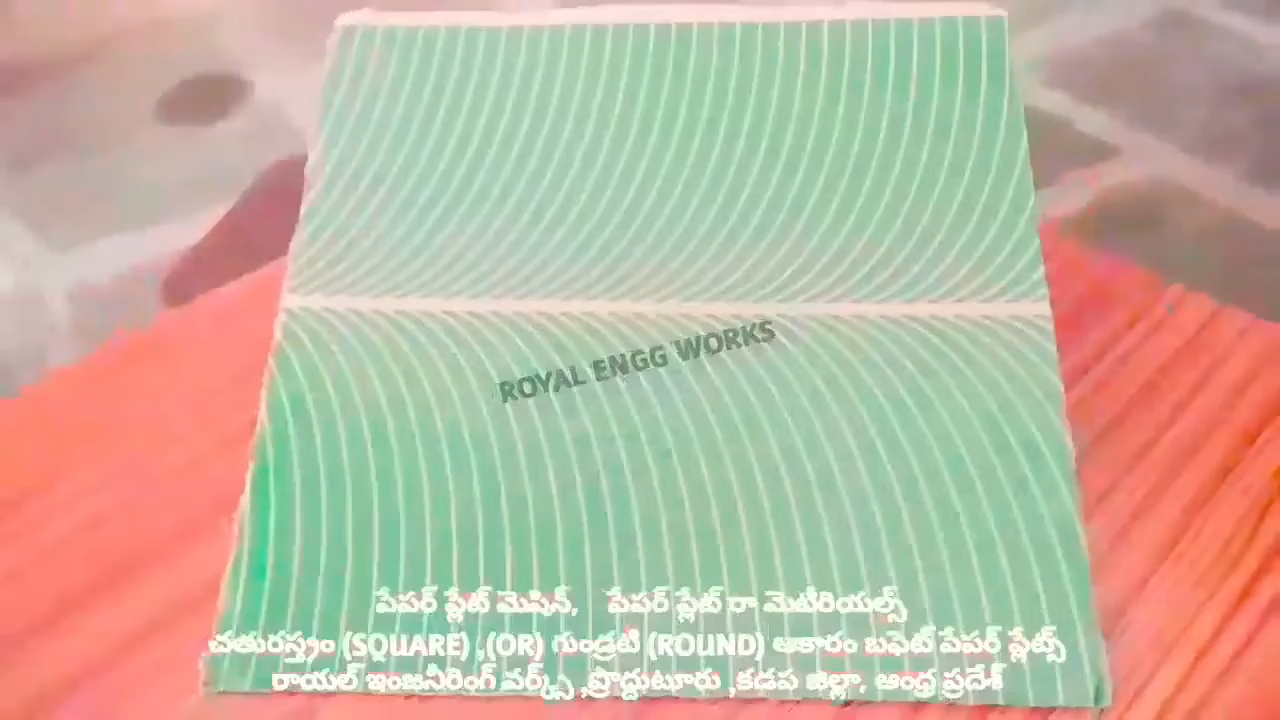 ROYAL ENGG WORKS
పేపర్ ప్లేట్ మెషిన్, పేపర్ ప్లేట్ రా మెటీరియల్స్
చతురస్త్రం (SQUARE) ,(OR) గుండ్రటి (ROUND) ఆకారం బఫెట్ పేపర్ ప్లేట్స్
రాయల్ ఇంజనీరింగ్ వర్క్స్ ,ప్రొద్దుటూరు ,కడప జిల్లా, ఆంధ్ర ప్రదేశ్